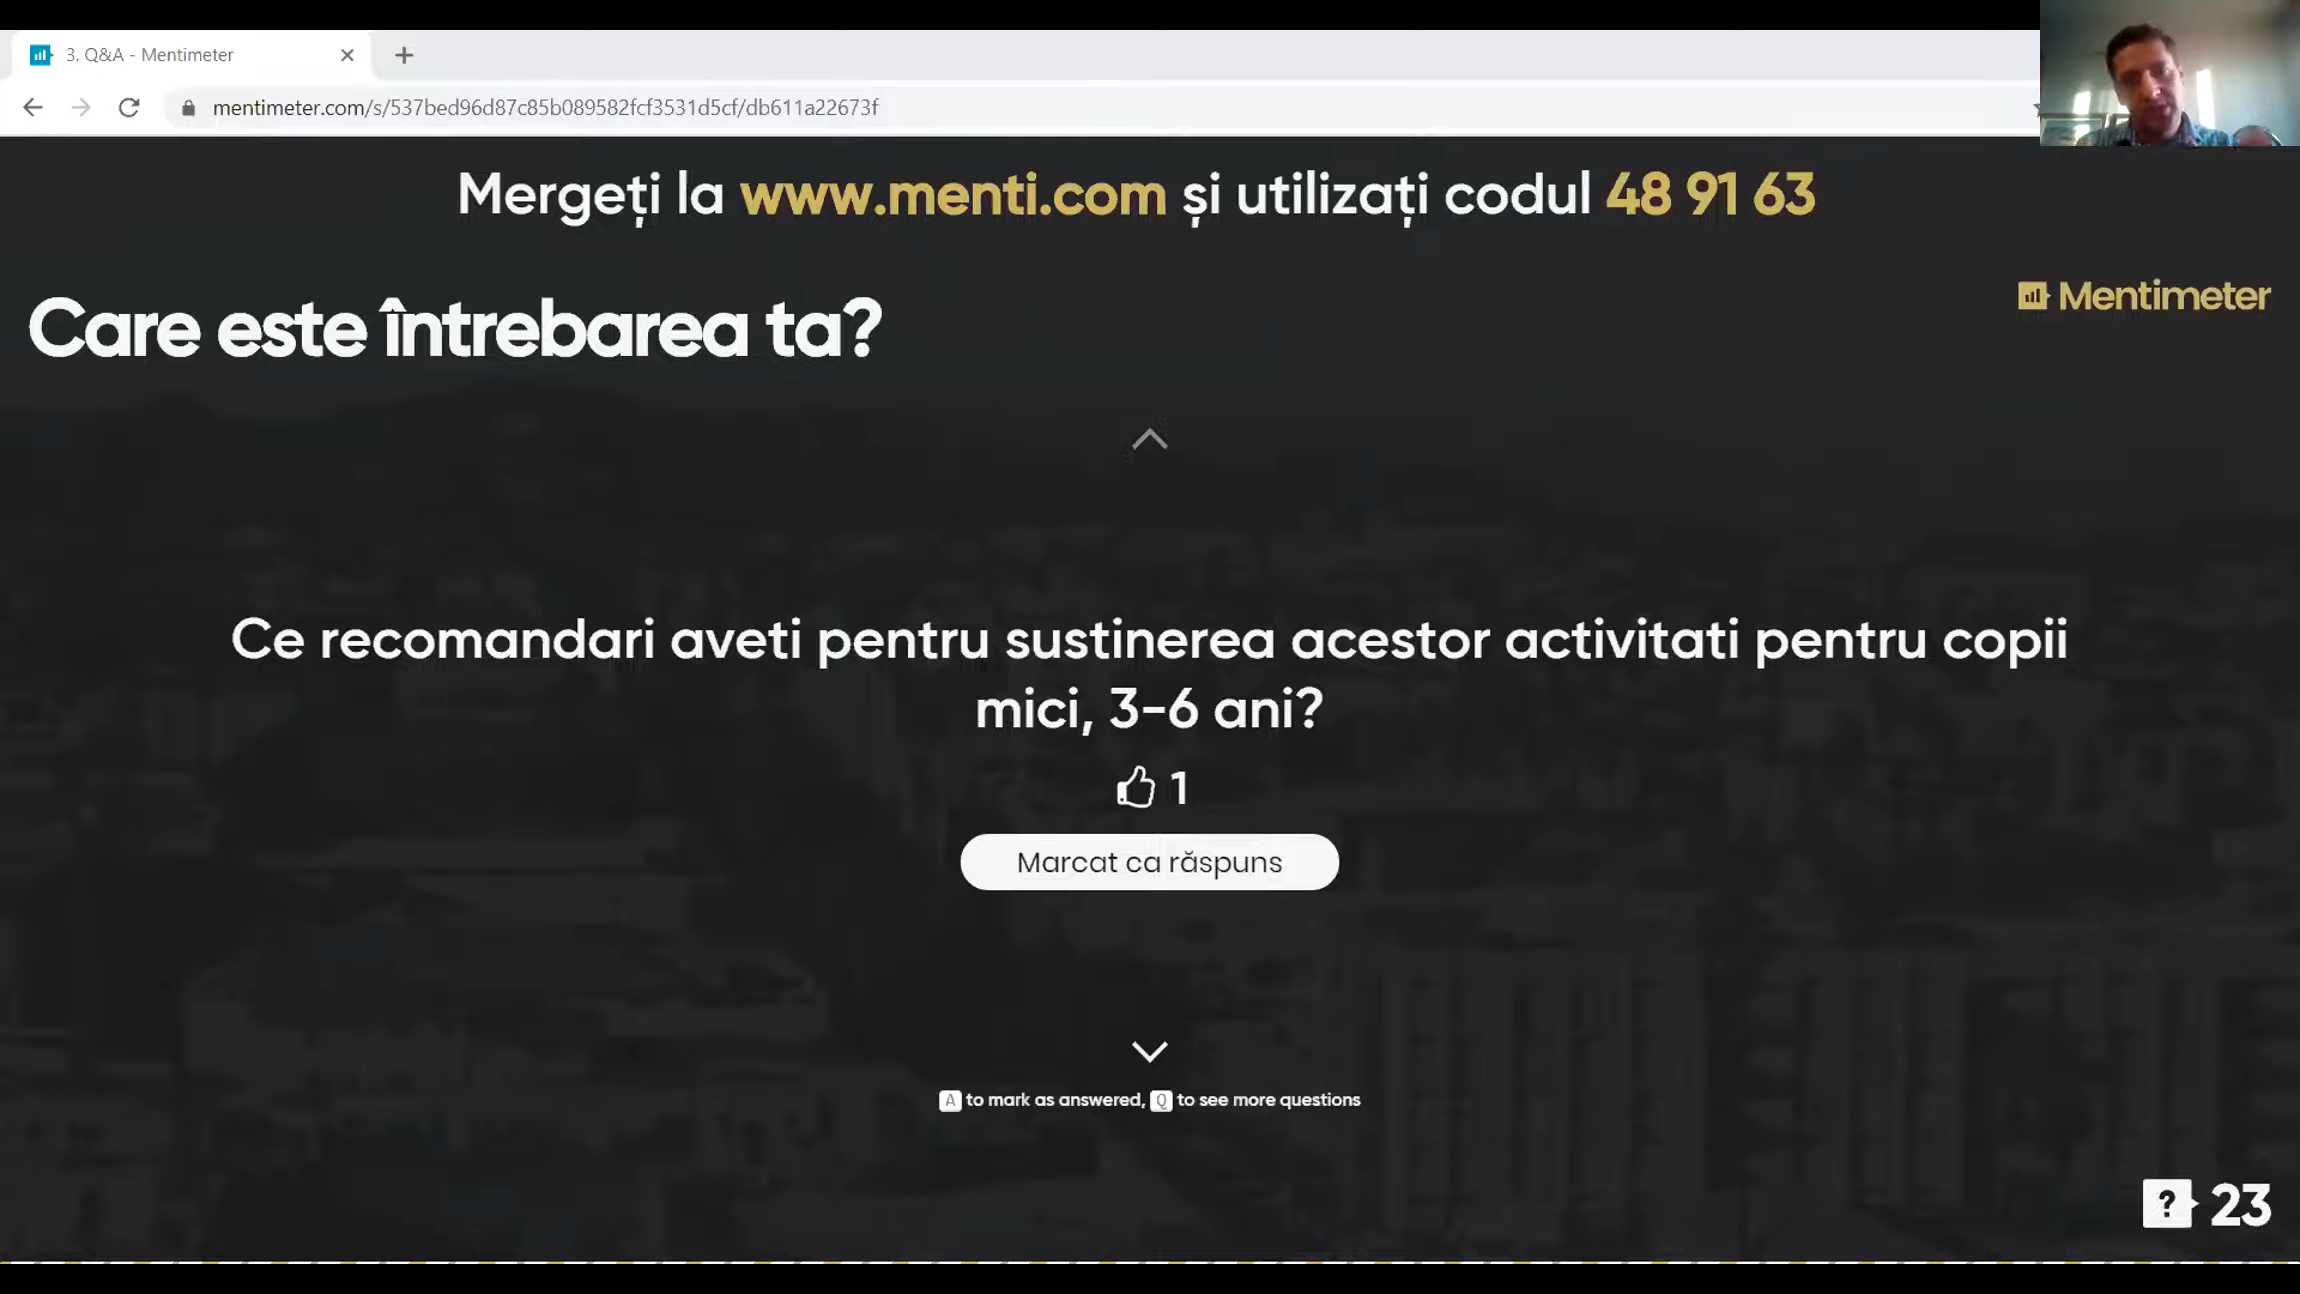 3. Q&A - Mentimeter
mentimeter.com/s/537bed96d87c85b089582fcf3531d5cf/db611a22673f
Mergeți la www.menti.com și utilizați codul 48 91 63
Mentimeter
Care este întrebarea ta?
Ce recomandari aveti pentru sustinerea acestor activitati pentru copii
mici, 3-6 ani?
1
Marcat ca răspuns
A to mark as answered, Q to see more questions
? 23